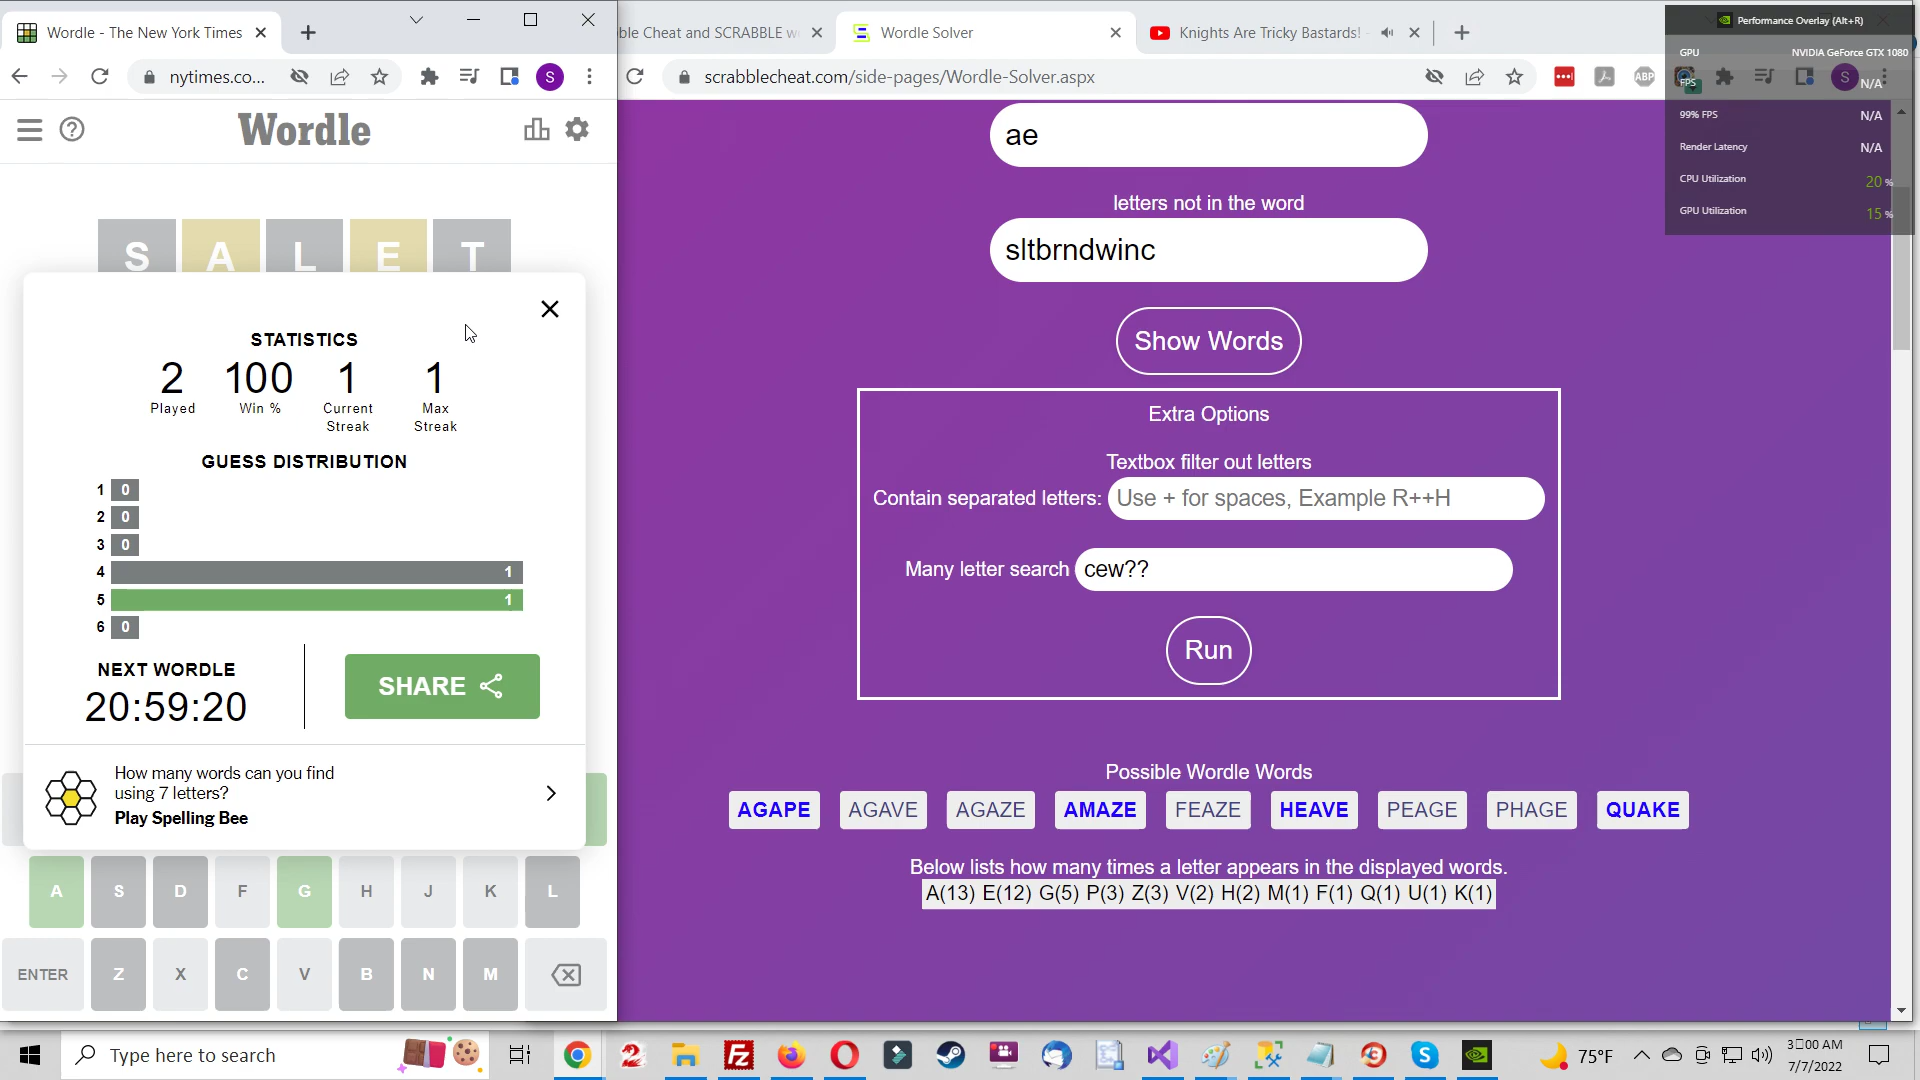 Wordle - The New York Times
ble Cheat and SCRABBLE w
Wordle Solver
Knights Are Tricky Bastards!
Performance Overlay (Alt+R)
nytimes.co...
S
scrabblecheat.com/side-pages/Wordle-Solver.aspx
ABP
S
GPU
NVIDIA GeForce GTX 1080
FPS
N/A
99% FPS
N/A
Render Latency
N/A
CPU Utilization
20 %
GPU Utilization
15 %
Wordle
S A L E T
STATISTICS
2 100 1 1
Played Win % Current Streak Max Streak
GUESS DISTRIBUTION
1 0
2 0
3 0
4 1
5 1
6 0
NEXT WORDLE
20:59:20
SHARE
How many words can you find
using 7 letters?
Play Spelling Bee
A S D F G H J K L
ENTER Z X C V B N M
ae
letters not in the word
sltbrndwinc
Show Words
Extra Options
Textbox filter out letters
Contain separated letters: Use + for spaces, Example R++H
Many letter search cew??
Run
Possible Wordle Words
AGAPE AGAVE AGAZE AMAZE FEAZE HEAVE PEAGE PHAGE QUAKE
Below lists how many times a letter appears in the displayed words.
A(13) E(12) G(5) P(3) Z(3) V(2) H(2) M(1) F(1) Q(1) U(1) K(1)
Type here to search
75°F
3:00 AM
7/7/2022